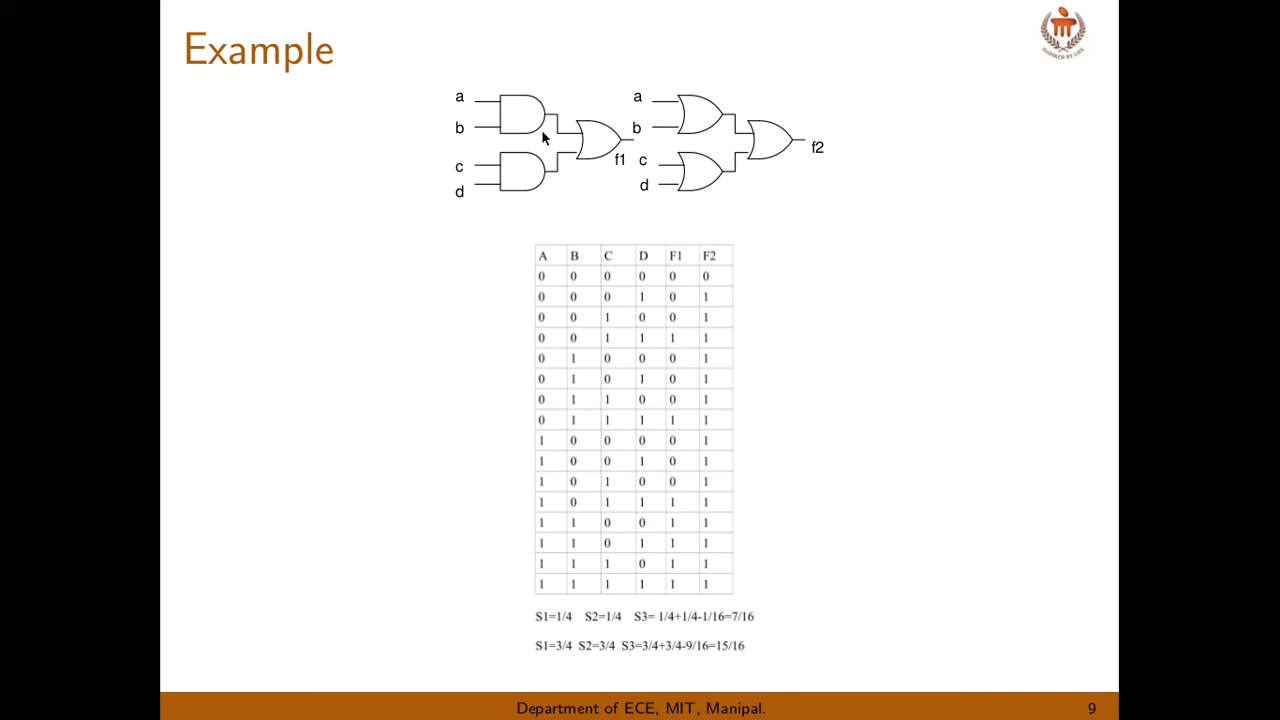 Example
INSPIRED BY LIFE
a
b
c
d
f1
a
b
c
d
f2
A B C D F1 F2
0 0 0 0 0 0
0 0 0 1 0 1
0 0 1 0 0 1
0 0 1 1 1 1
0 1 0 0 0 1
0 1 0 1 0 1
0 1 1 0 0 1
0 1 1 1 1 1
1 0 0 0 0 1
1 0 0 1 0 1
1 0 1 0 0 1
1 0 1 1 1 1
1 1 0 0 1 1
1 1 0 1 1 1
1 1 1 0 1 1
1 1 1 1 1 1
S1=1/4 S2=1/4 S3= 1/4+1/4-1/16=7/16
S1=3/4 S2=3/4 S3=3/4+3/4-9/16=15/16
Department of ECE, MIT, Manipal. 9